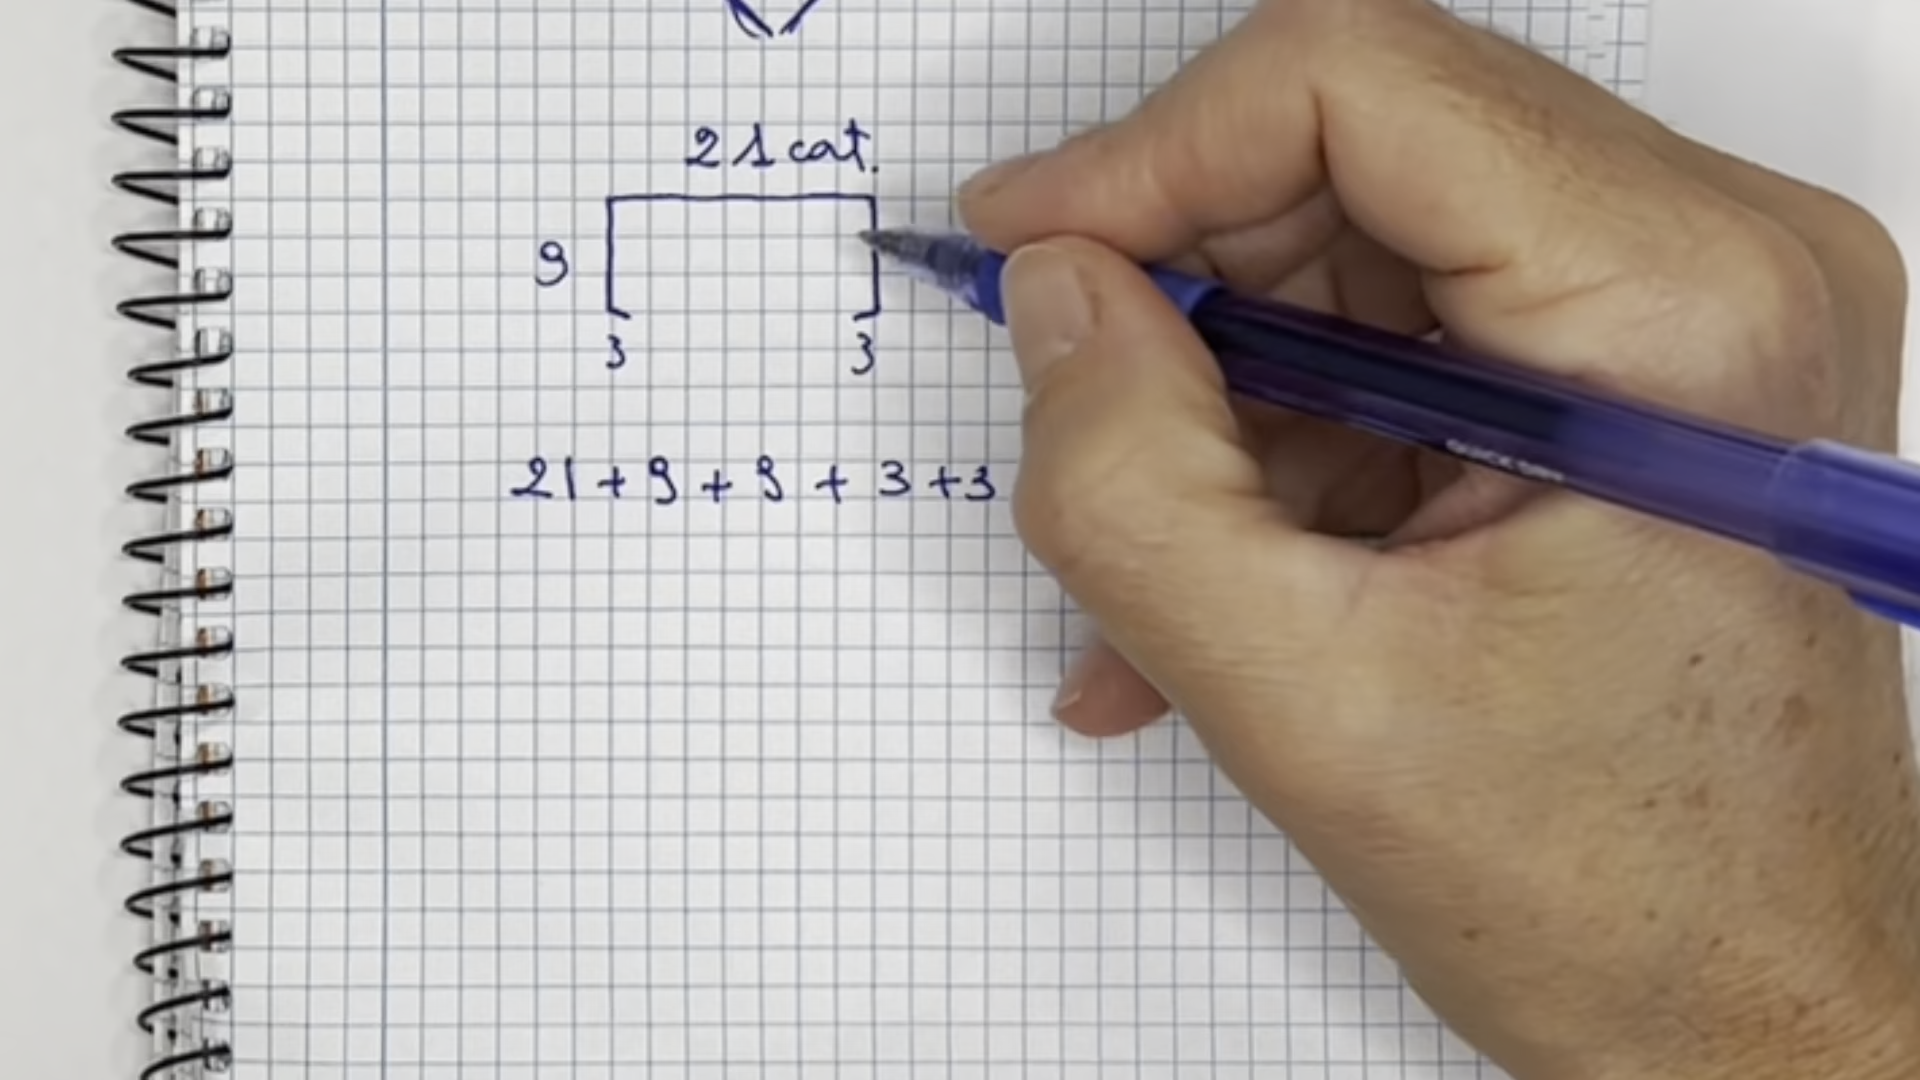 21 cat.
9
3 3
21 + 9 + 9 + 3 + 3